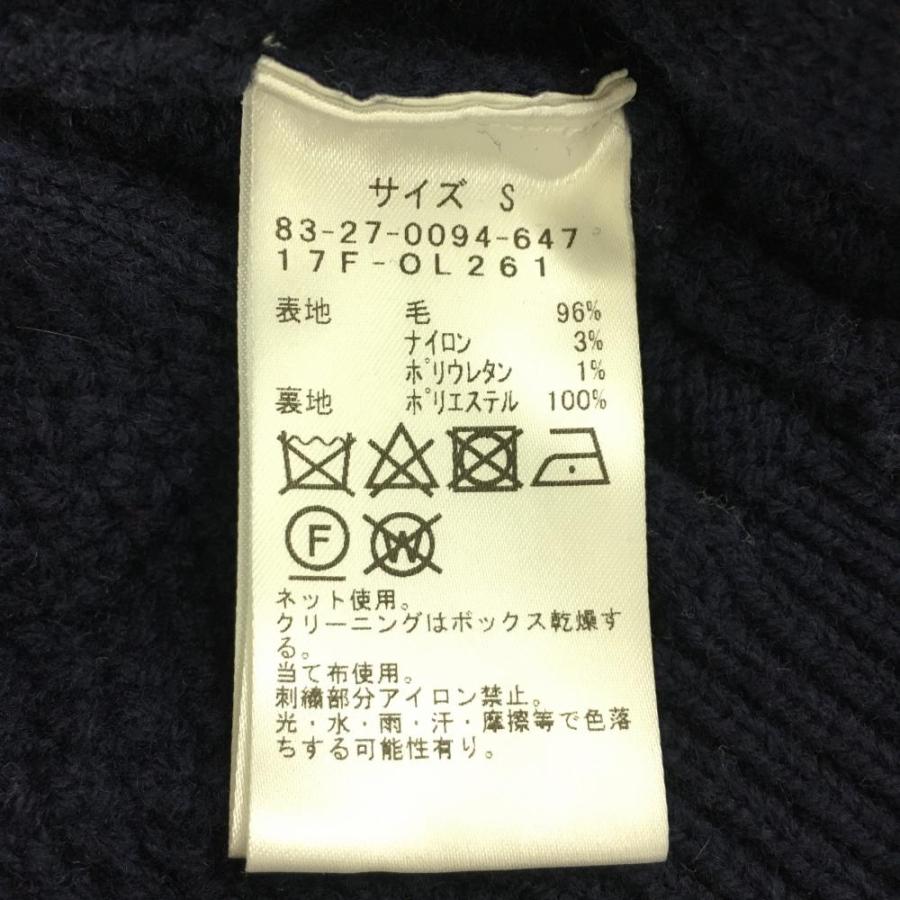 サイズ S
83-27-0094-647
17F-OL261
表地 毛 96%
ナイロン 3%
ポリウレタン 1%
裏地 ポリエステル 100%
F W
ネット使用。
クリーニングはボックス乾燥す
る。
当て布使用。
刺繍部分アイロン禁止。
光・水・雨・汗・摩擦等で色落
ちする可能性有り。